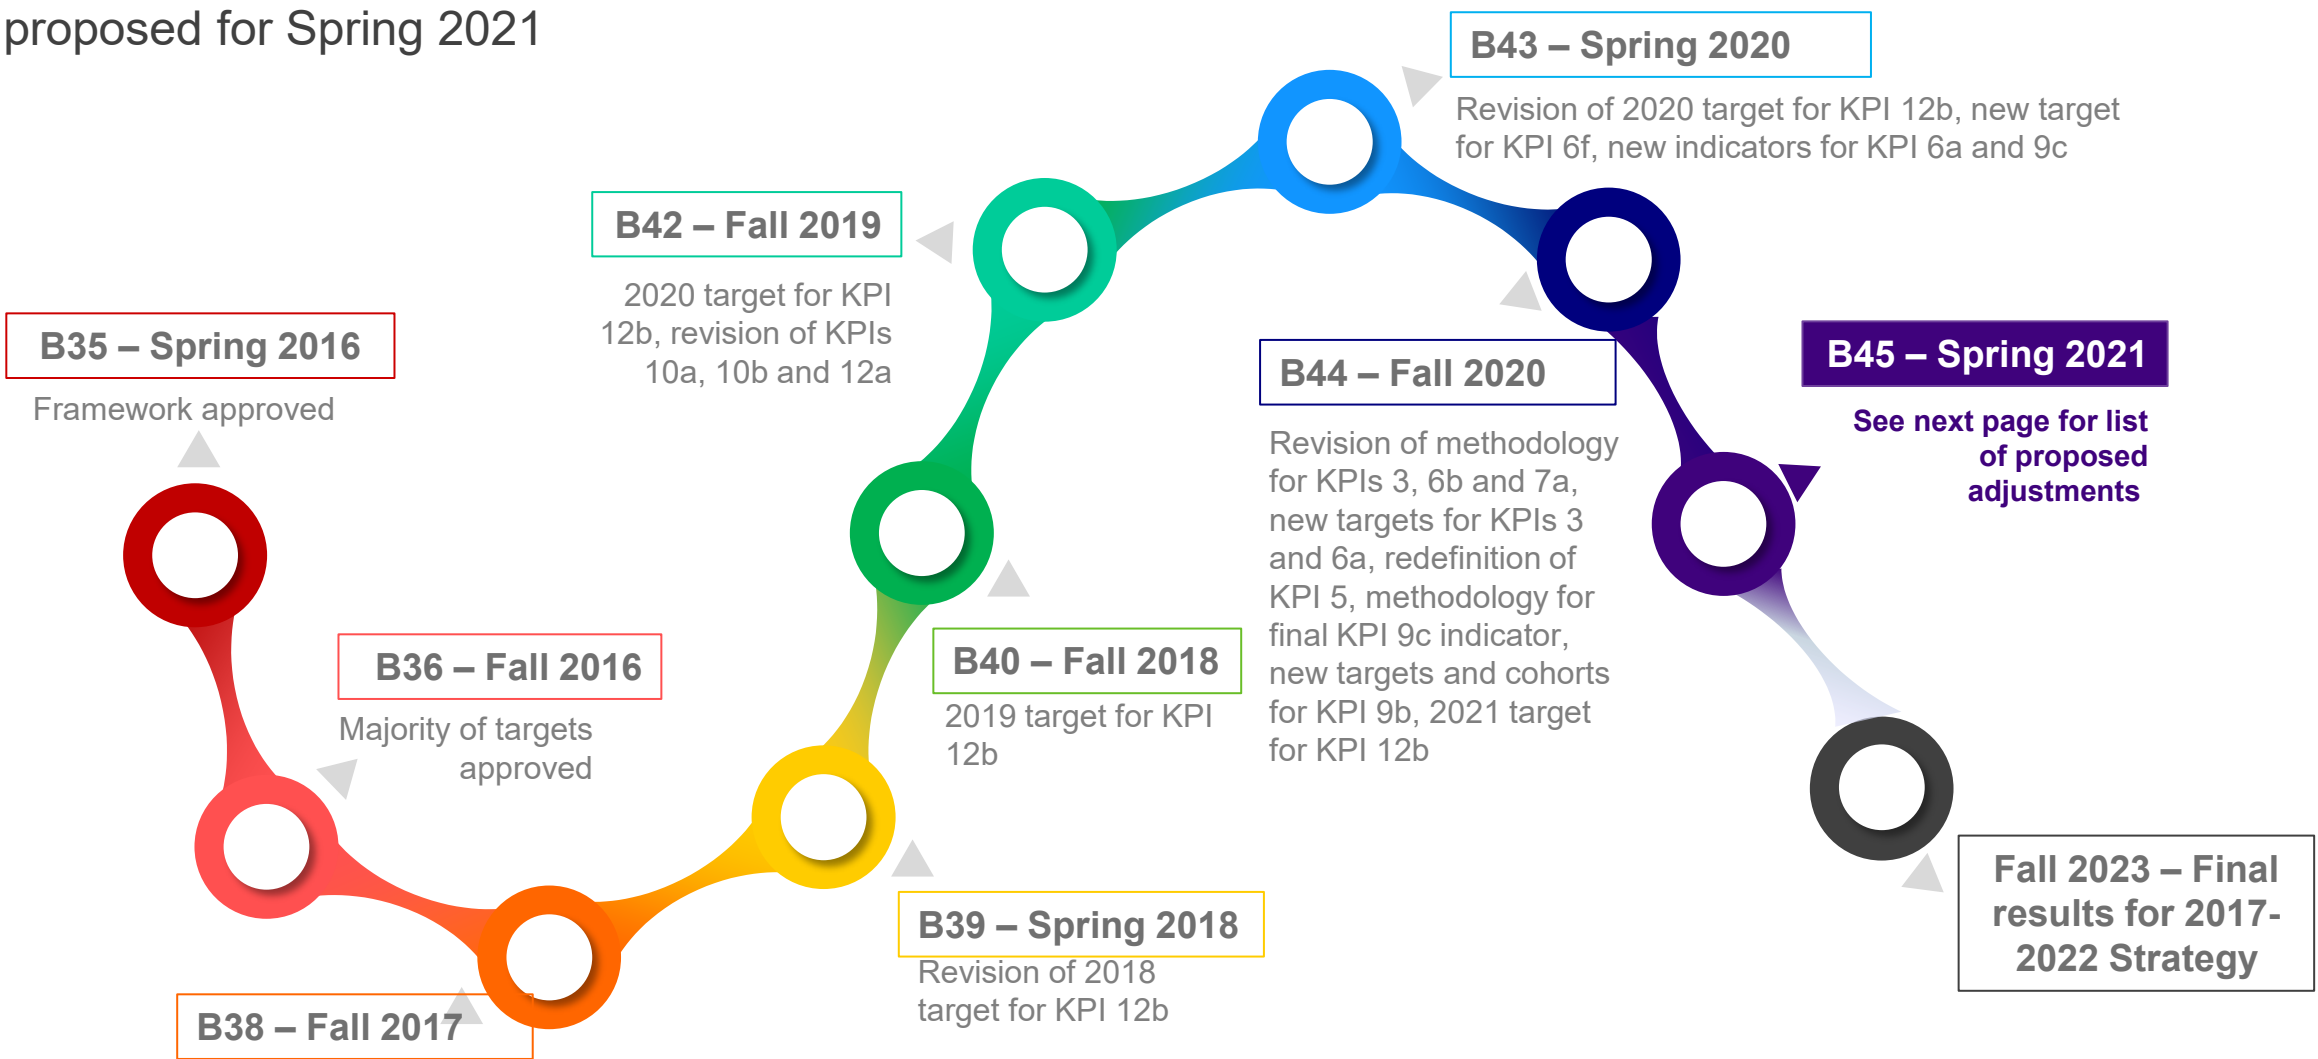 proposed for Spring 2021
B35 – Spring 2016
Framework approved
B36 – Fall 2016
Majority of targets
approved
B38 – Fall 2017
B39 – Spring 2018
Revision of 2018
target for KPI 12b
B40 – Fall 2018
2019 target for KPI
12b
B42 – Fall 2019
2020 target for KPI
12b, revision of KPIs
10a, 10b and 12a
B43 – Spring 2020
Revision of 2020 target for KPI 12b, new target
for KPI 6f, new indicators for KPI 6a and 9c
B44 – Fall 2020
Revision of methodology
for KPIs 3, 6b and 7a,
new targets for KPIs 3
and 6a, redefinition of
KPI 5, methodology for
final KPI 9c indicator,
new targets and cohorts
for KPI 9b, 2021 target
for KPI 12b
B45 – Spring 2021
See next page for list
of proposed
adjustments
Fall 2023 – Final
results for 2017-
2022 Strategy